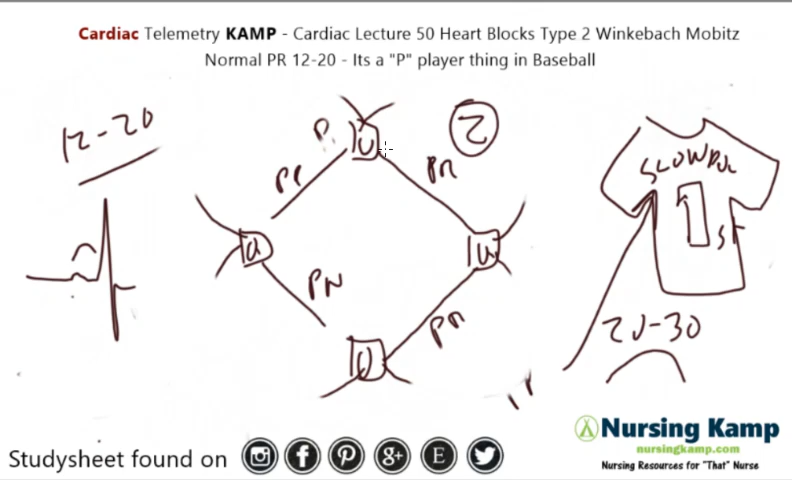 Cardiac Telemetry KAMP - Cardiac Lecture 50 Heart Blocks Type 2 Winkebach Mobitz
Normal PR 12-20 - Its a "P" player thing in Baseball
12-20
P
2
PR
PR
PR
PR
1st
20-30
Nursing Kamp
nursingkamp.com
Nursing Resources for "That" Nurse
Studysheet found on